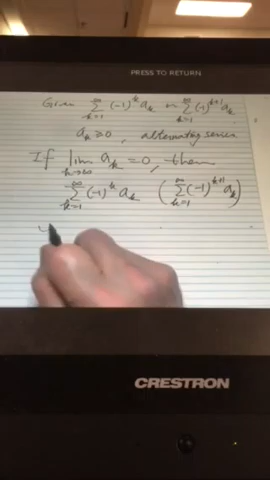 PRESS TO RETURN
Given ∑_{k=1}^{∞} (-1)^k a_k or ∑_{k=1}^{∞} (-1)^{k+1} a_k
a_k ≥ 0, alternating series
If lim_{k→∞} a_k = 0, then
∑_{k=1}^{∞} (-1)^k a_k (∑_{k=1}^{∞} (-1)^{k+1} a_k)
CRESTRON